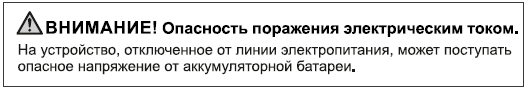 ВНИМАНИЕ! Опасность поражения электрическим током.
На устройство, отключенное от линии электропитания, может поступать
опасное напряжение от аккумуляторной батареи.